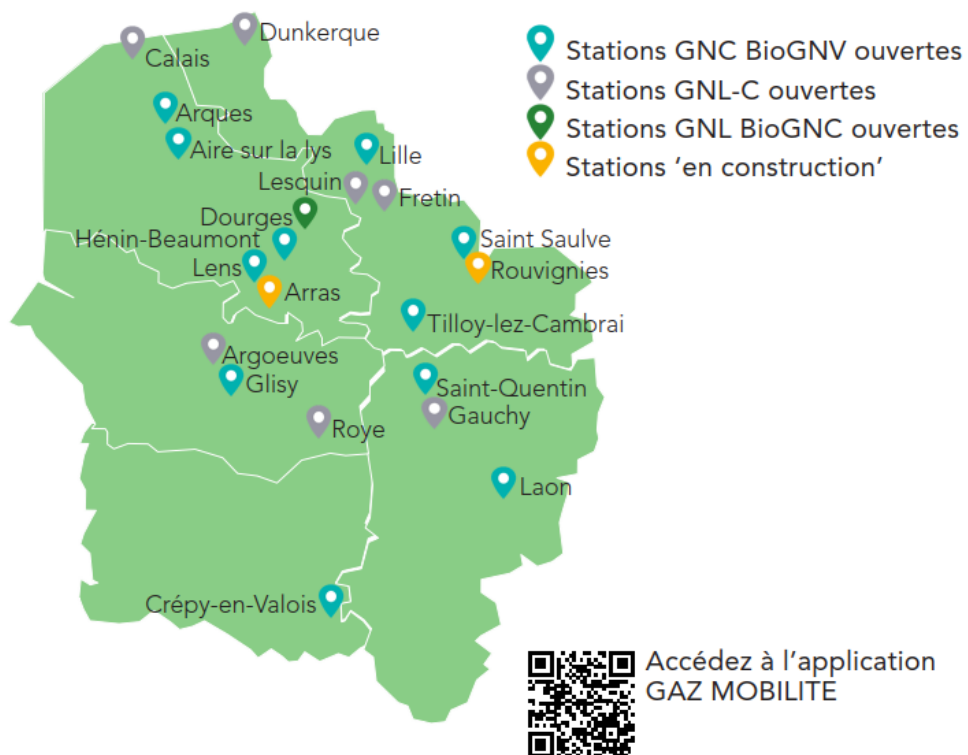 Dunkerque
Calais
Arques
Aire sur la lys
Lille
Lesquin
Fretin
Dourges
Hénin-Beaumont
Lens
Arras
Saint Saulve
Rouvignies
Tilloy-lez-Cambrai
Argoeuves
Glisy
Roye
Saint-Quentin
Gauchy
Laon
Crépy-en-Valois
Stations GNC BioGNV ouvertes
Stations GNL-C ouvertes
Stations GNL BioGNC ouvertes
Stations ‘en construction’
Accédez à l’application
GAZ MOBILITE